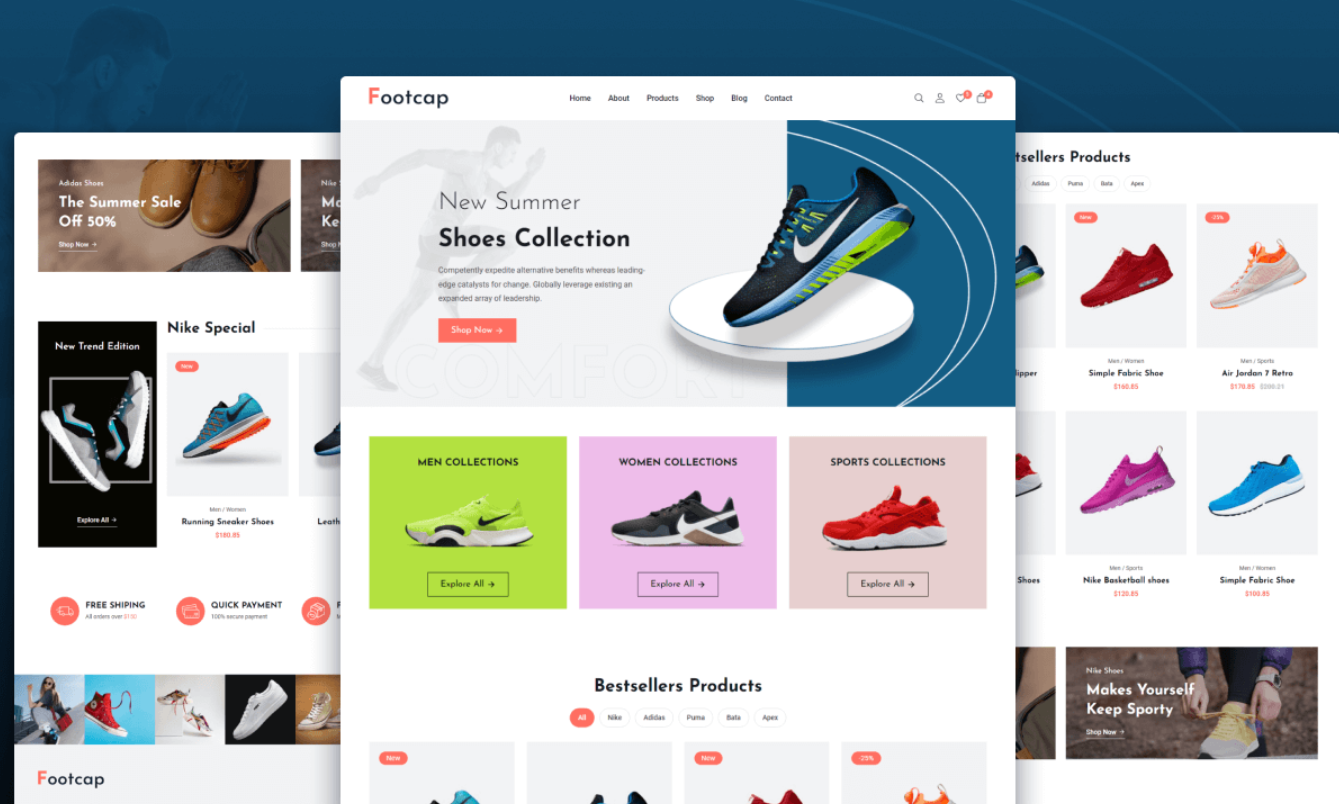 Footcap
Home About Products Shop Blog Contact
New Summer
Shoes Collection
Competently expedite alternative benefits whereas leading-
edge catalysts for change. Globally leverage existing an
expanded array of leadership.
Shop Now →
COMFORT
MEN COLLECTIONS
Explore All →
WOMEN COLLECTIONS
Explore All →
SPORTS COLLECTIONS
Explore All →
Bestsellers Products
All Nike Adidas Puma Bata Apex
New
New
-25%
Adidas Shoes
The Summer Sale
Off 50%
Shop Now →
Nike
Shop
New Trend Edition
Explore All →
Nike Special
New
Men / Women
Running Sneaker Shoes
$180.85
Leath
FREE SHIPING
All orders over $150
QUICK PAYMENT
100% secure payment
Footcap
tsellers Products
Adidas Puma Bata Apex
New
Men / Women
Simple Fabric Shoe
$160.85
-25%
Men / Sports
Air Jordan 7 Retro
$170.85 $200.21
lipper
Shoes
Men / Sports
Nike Basketball shoes
$120.85
Men / Women
Simple Fabric Shoe
$100.85
Nike Shoes
Makes Yourself
Keep Sporty
Shop Now →